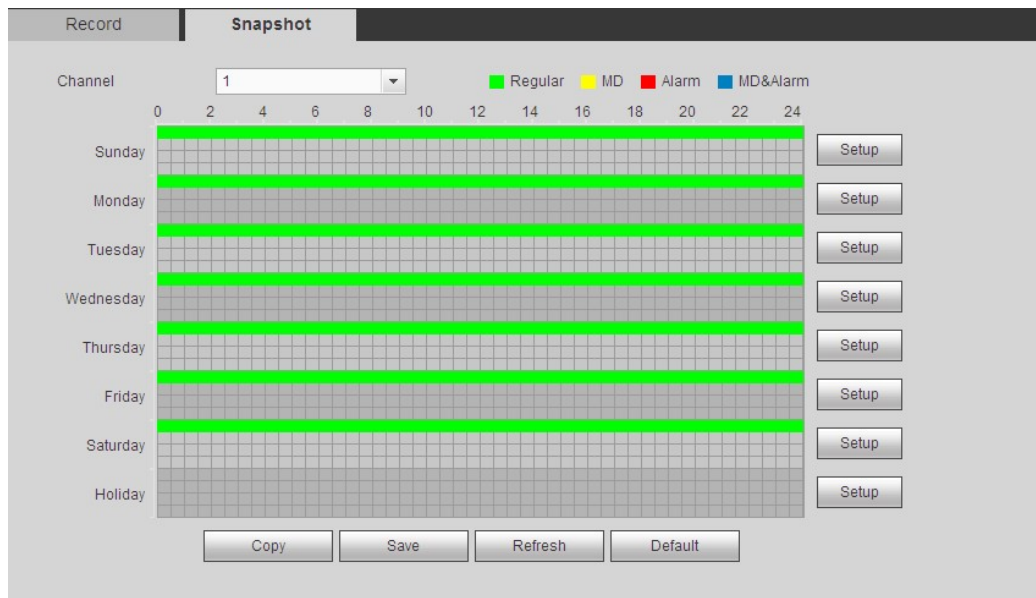 Record Snapshot
Channel 1 Regular MD Alarm MD&Alarm
0 2 4 6 8 10 12 14 16 18 20 22 24
Sunday Setup
Monday Setup
Tuesday Setup
Wednesday Setup
Thursday Setup
Friday Setup
Saturday Setup
Holiday Setup
Copy Save Refresh Default